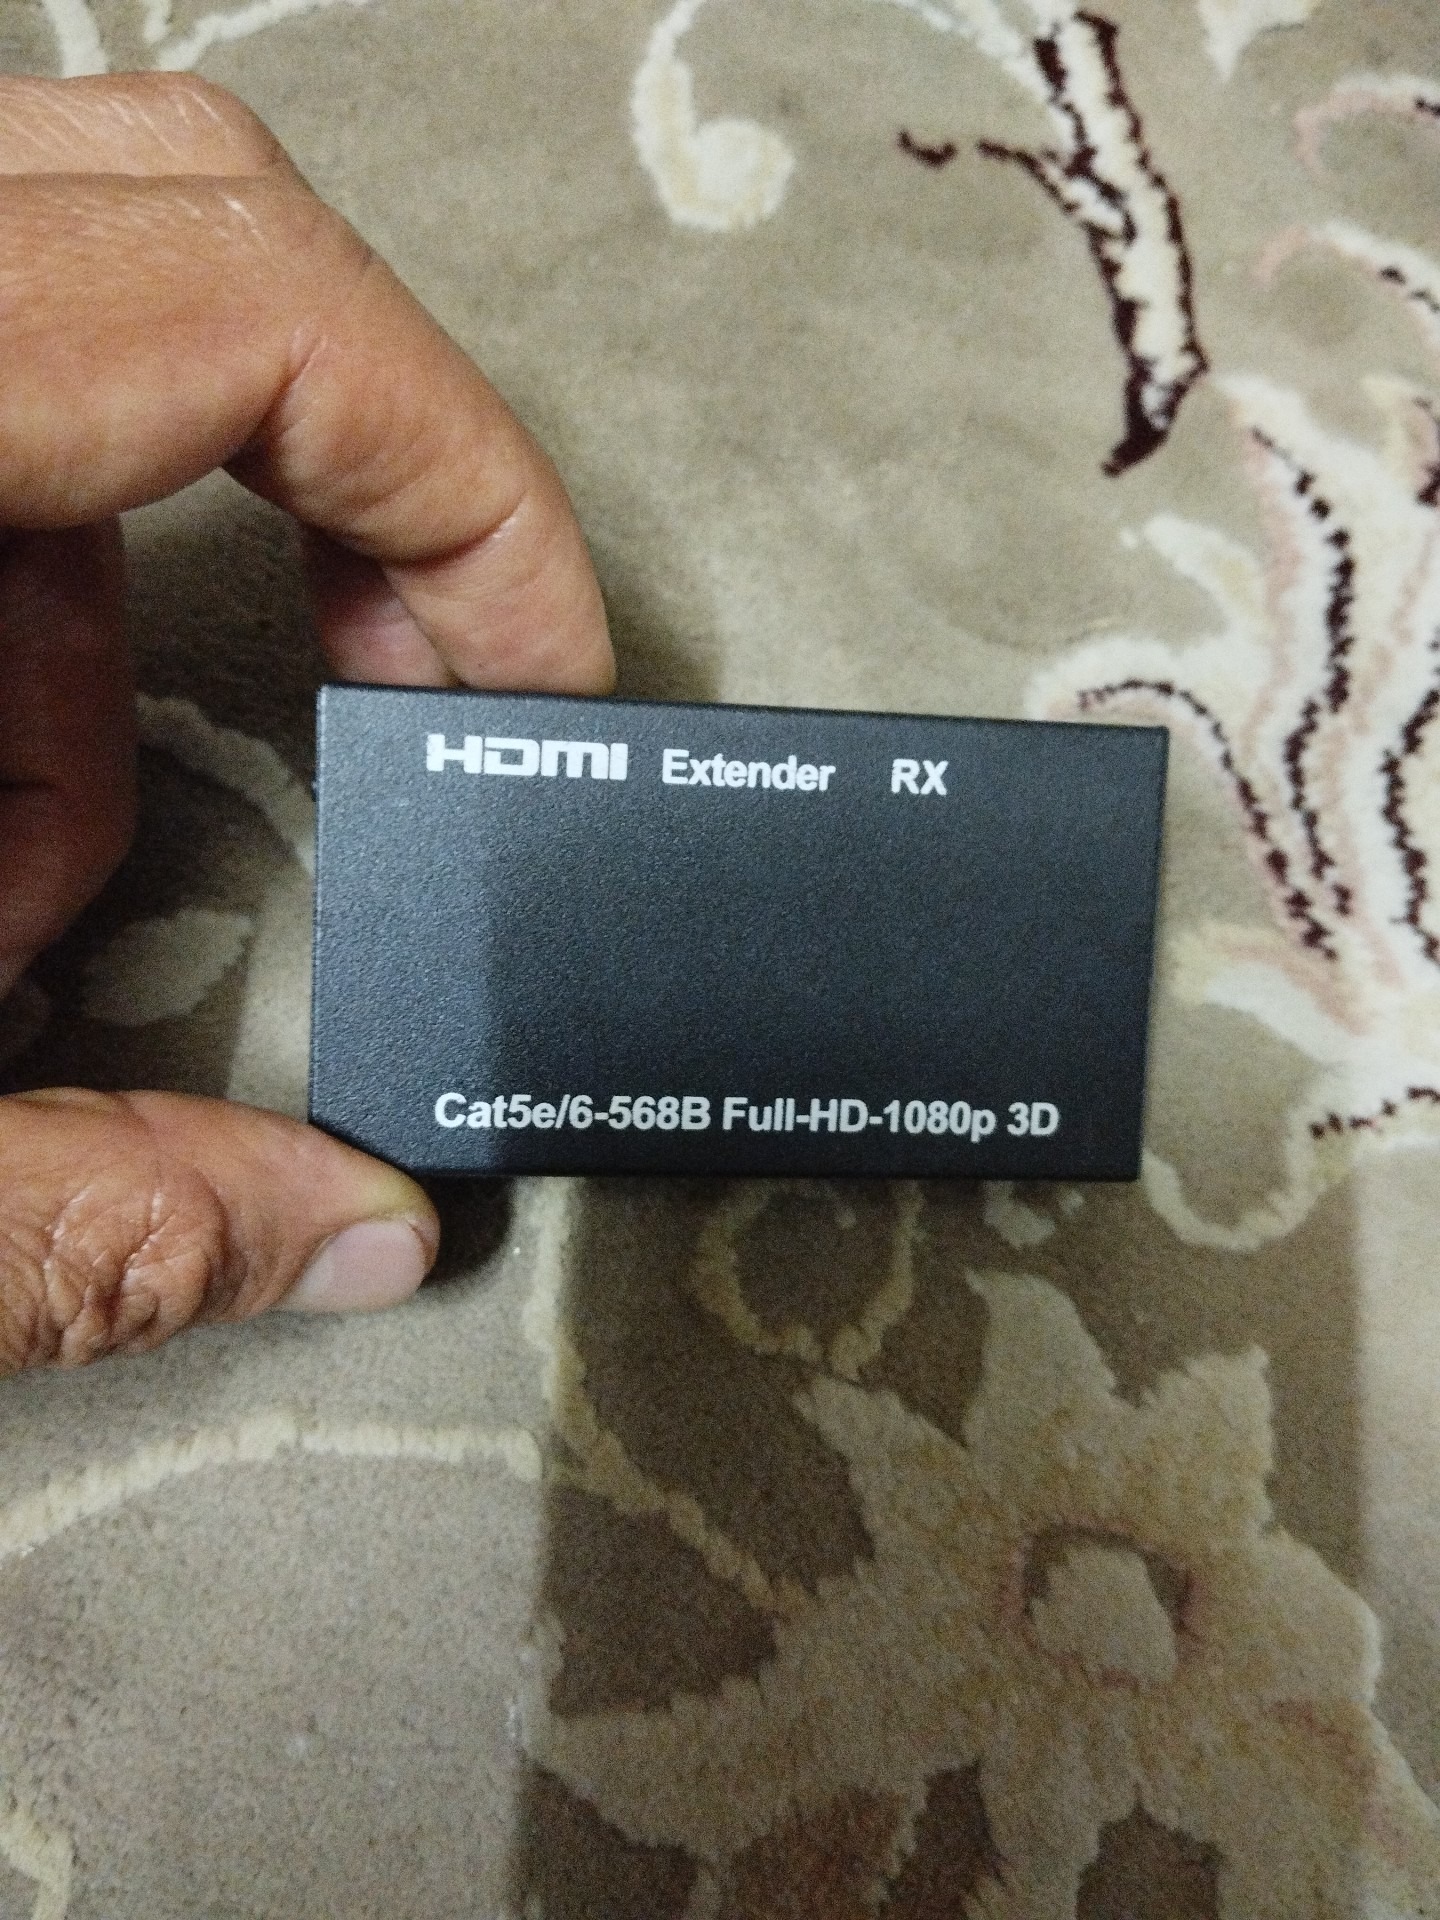 HDMI Extender RX
Cat5e/6-568B Full-HD-1080p 3D